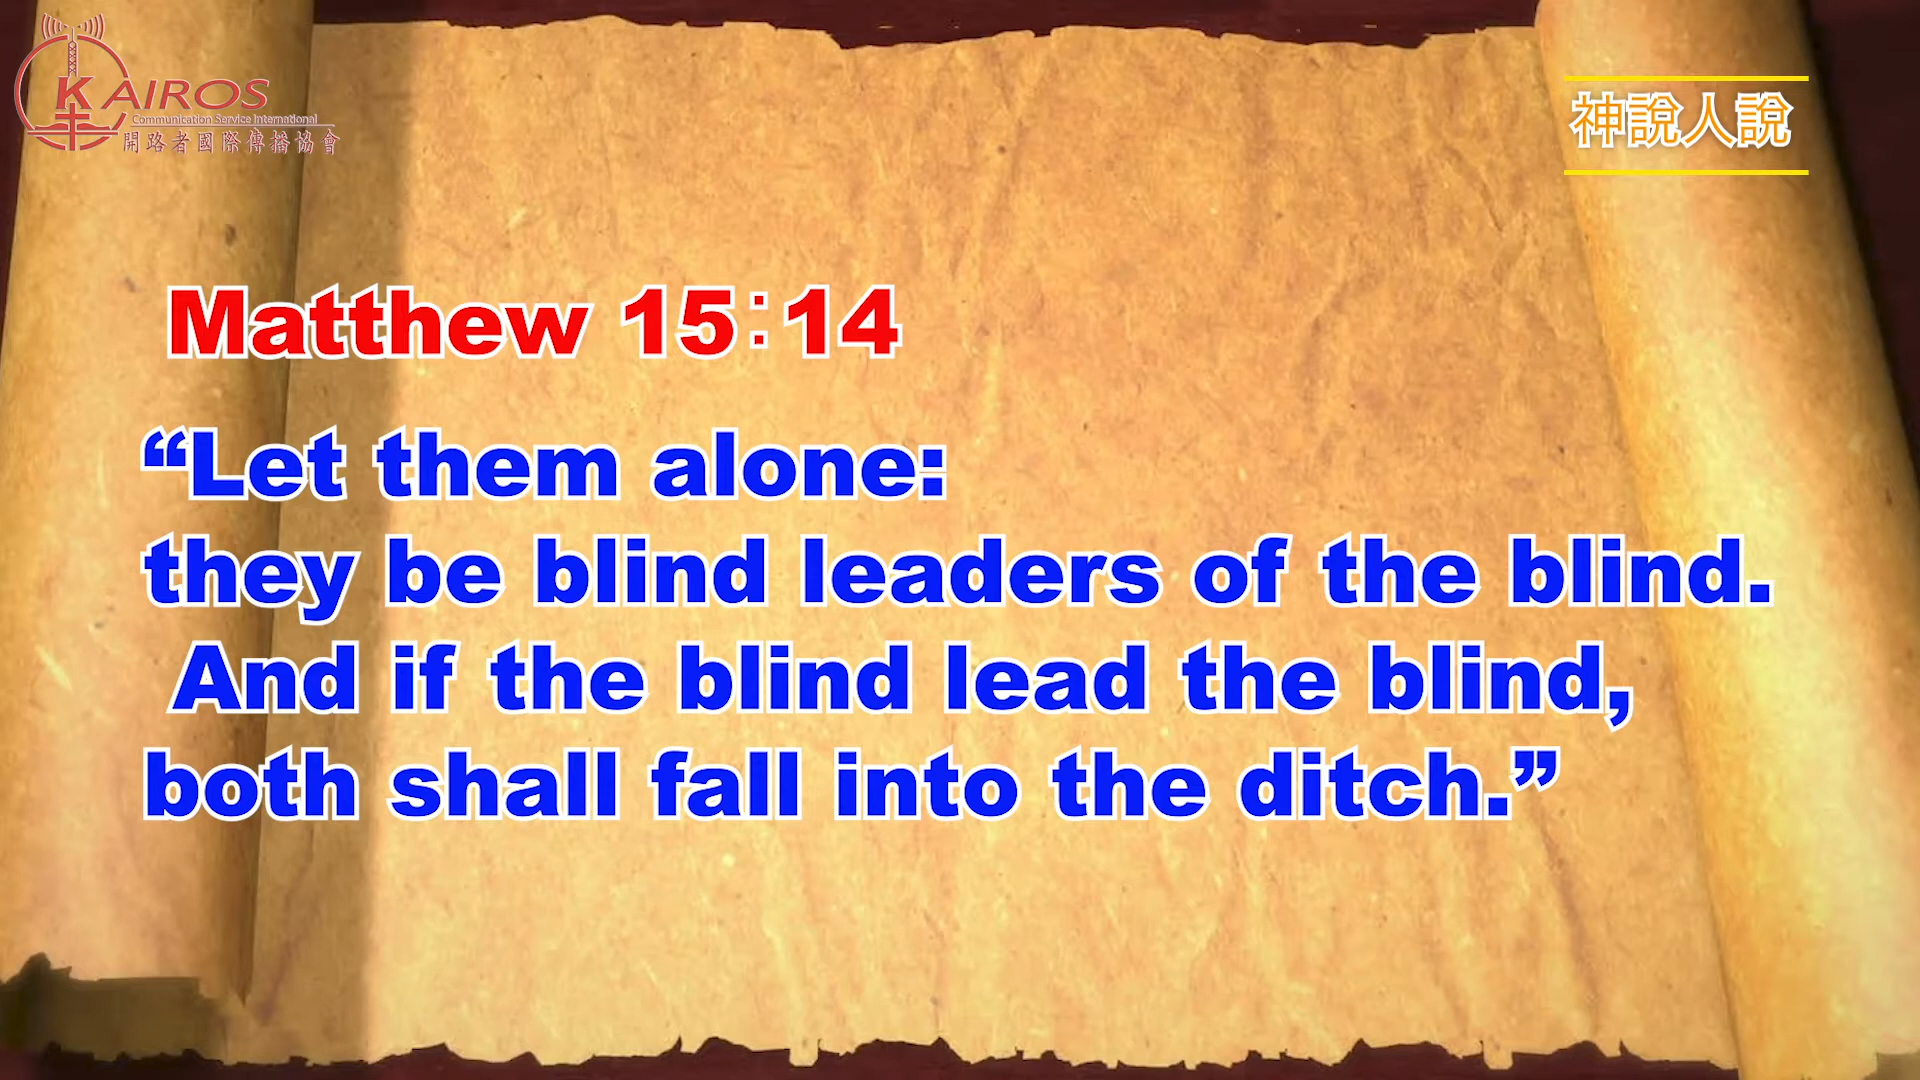 KAIROS
Communication Service International
開路者國際傳播協會
神說人說
Matthew 15:14
“Let them alone:
they be blind leaders of the blind.
And if the blind lead the blind,
both shall fall into the ditch.”